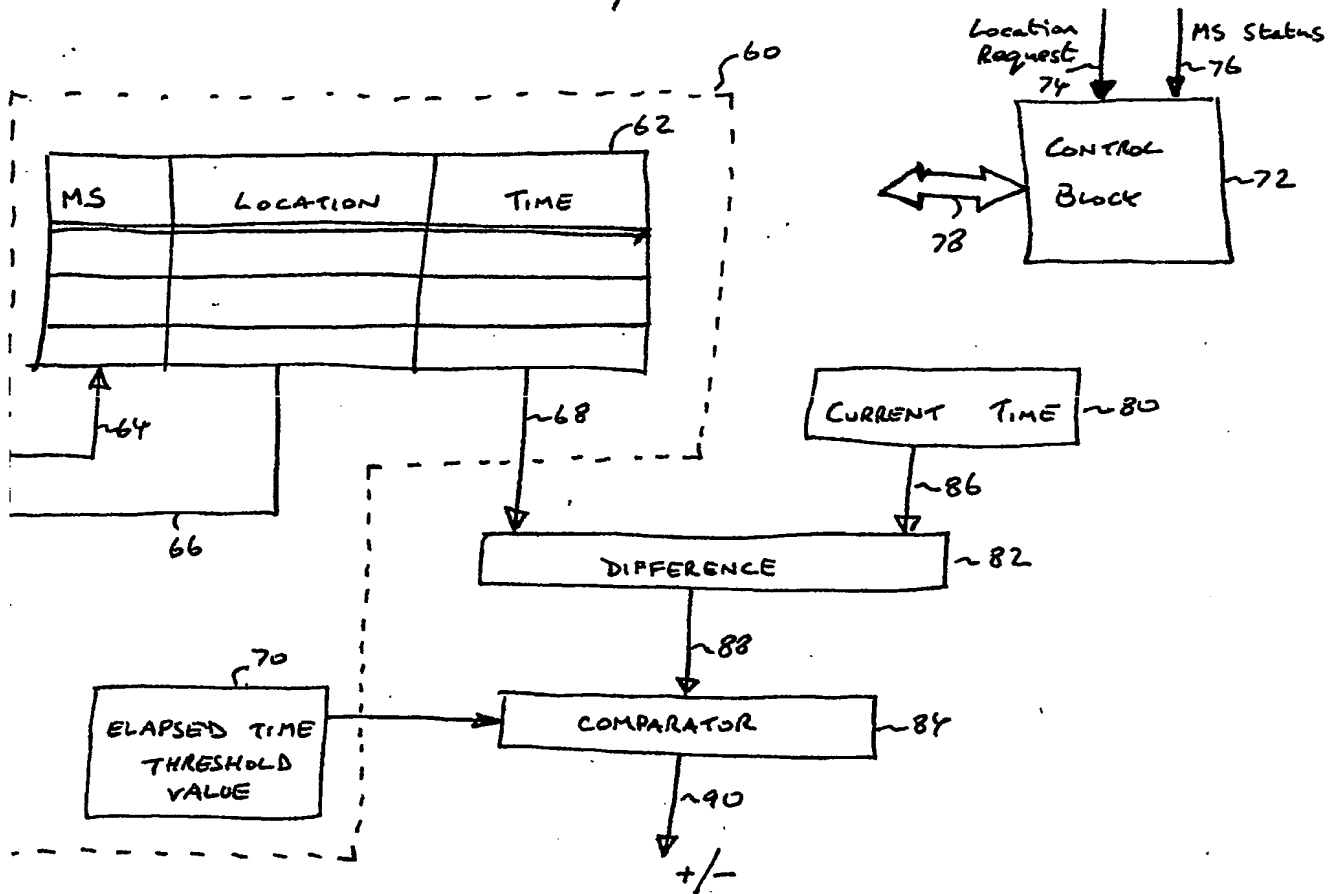 Location
Request
74
MS Status
76
60
62
CONTROL
BLOCK
72
78
MS
LOCATION
TIME
64
68
CURRENT TIME
80
86
66
DIFFERENCE
82
88
70
ELAPSED TIME
THRESHOLD
VALUE
COMPARATOR
84
90
+/-